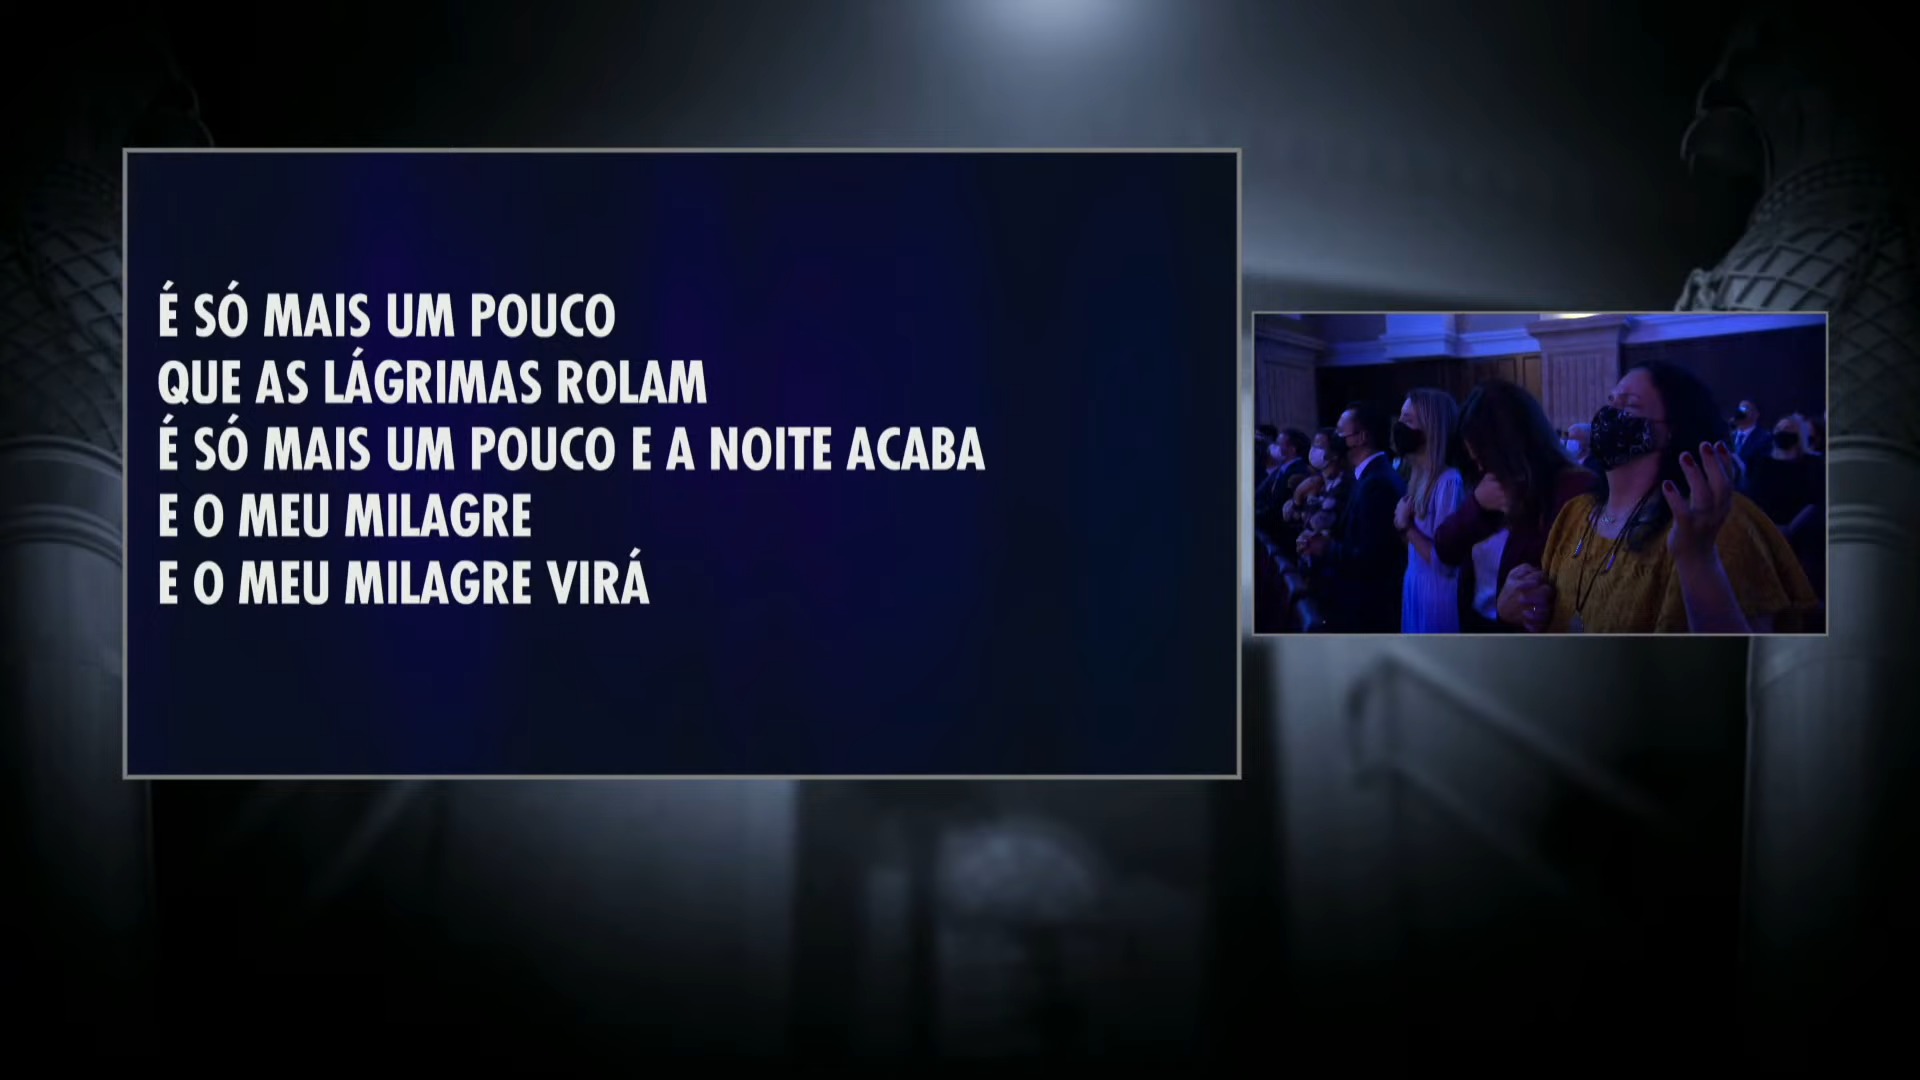 É SÓ MAIS UM POUCO
QUE AS LÁGRIMAS ROLAM
É SÓ MAIS UM POUCO E A NOITE ACABA
E O MEU MILAGRE
E O MEU MILAGRE VIRÁ